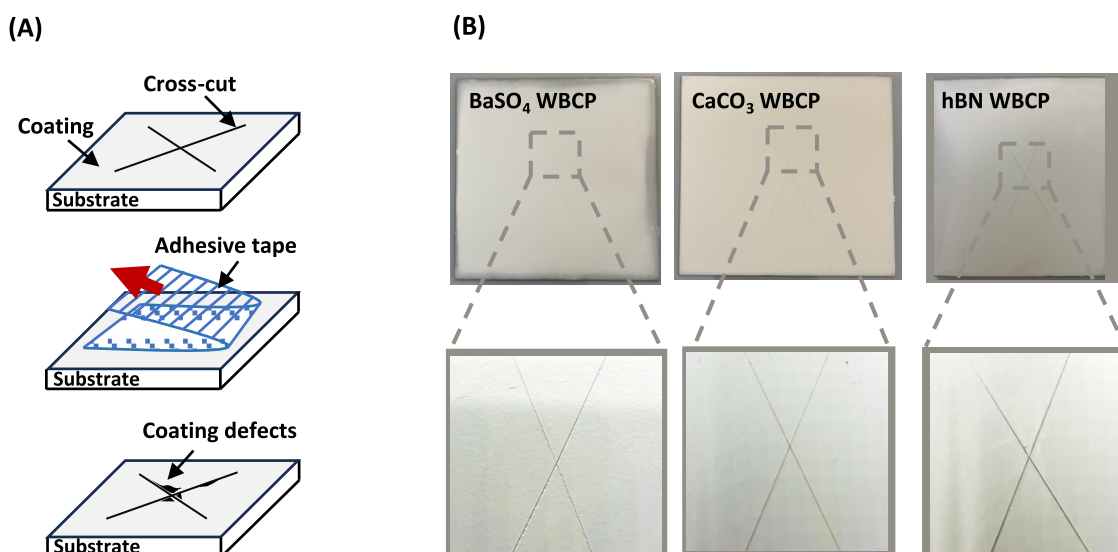 (A)
Cross-cut
Coating
Substrate
Adhesive tape
Substrate
Coating defects
Substrate
(B)
BaSO₄ WBCP
CaCO₃ WBCP
hBN WBCP